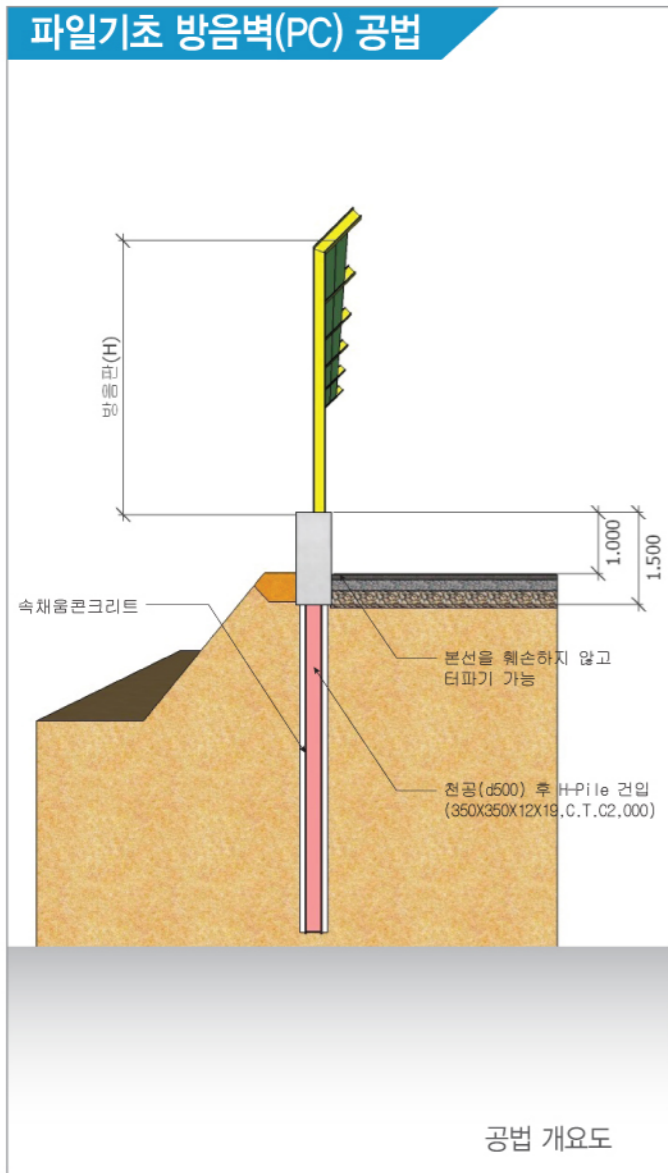 파일기초 방음벽(PC) 공법
방음판(H)
1.000
1.500
속채움콘크리트
본선을 훼손하지 않고
터파기 가능
천공(d500) 후 H-Pile 건입
(350X350X12X19,C.T.C2,000)
공법 개요도